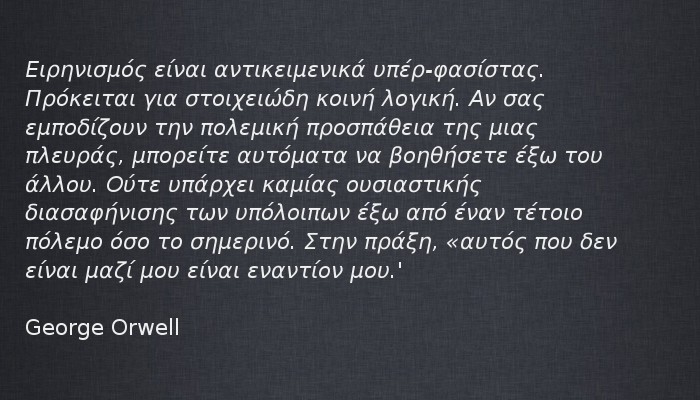 Ειρηνισμός είναι αντικειμενικά υπέρ-φασίστας.
Πρόκειται για στοιχειώδη κοινή λογική. Αν σας
εμποδίζουν την πολεμική προσπάθεια της μιας
πλευράς, μπορείτε αυτόματα να βοηθήσετε έξω του
άλλου. Ούτε υπάρχει καμίας ουσιαστικής
διασαφήνισης των υπόλοιπων έξω από έναν τέτοιο
πόλεμο όσο το σημερινό. Στην πράξη, «αυτός που δεν
είναι μαζί μου είναι εναντίον μου.'
George Orwell